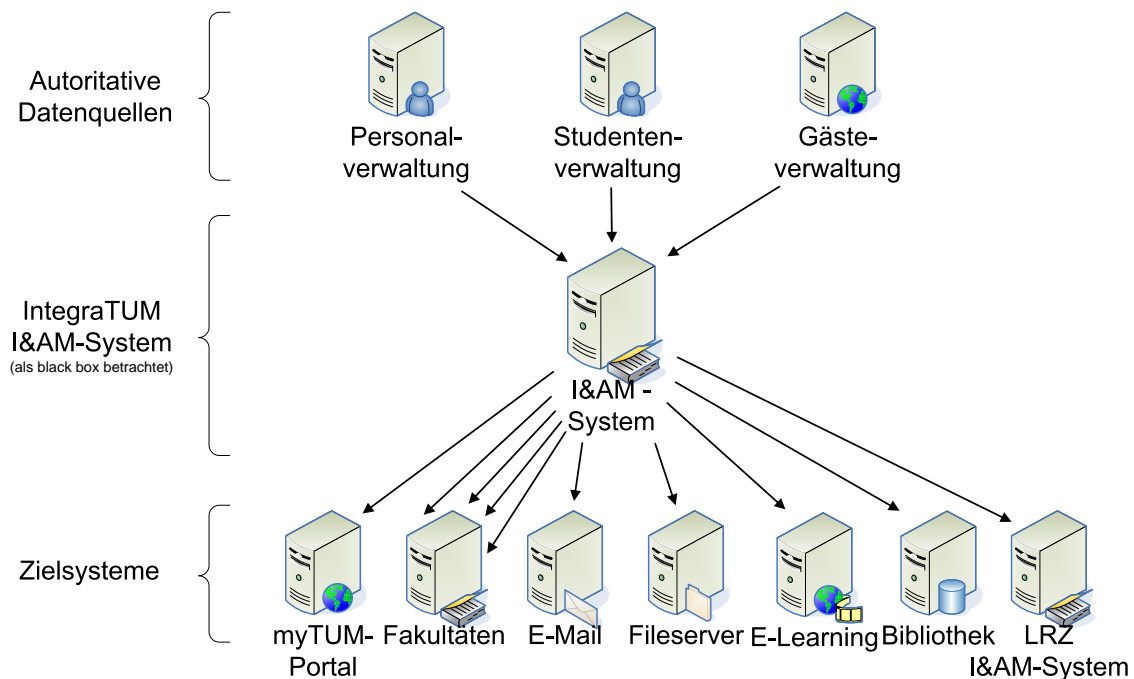 Autoritative
Datenquellen
Personal-
verwaltung
Studenten-
verwaltung
Gäste-
verwaltung
IntegraTUM
I&AM-System
(als black box betrachtet)
I&AM -
System
Zielsysteme
myTUM-
Portal
Fakultäten
E-Mail
Fileserver
E-Learning
Bibliothek
LRZ
I&AM-System